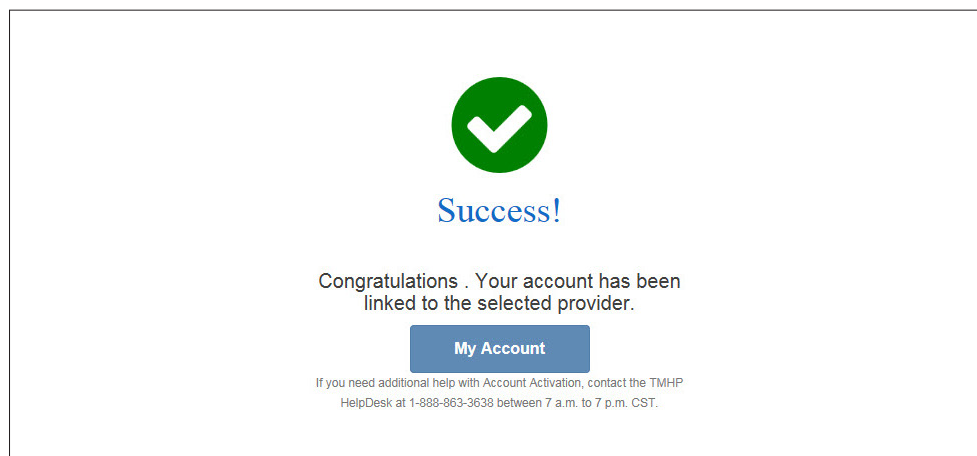 Success!
Congratulations . Your account has been
linked to the selected provider.
My Account
If you need additional help with Account Activation, contact the TMHP
HelpDesk at 1-888-863-3638 between 7 a.m. to 7 p.m. CST.